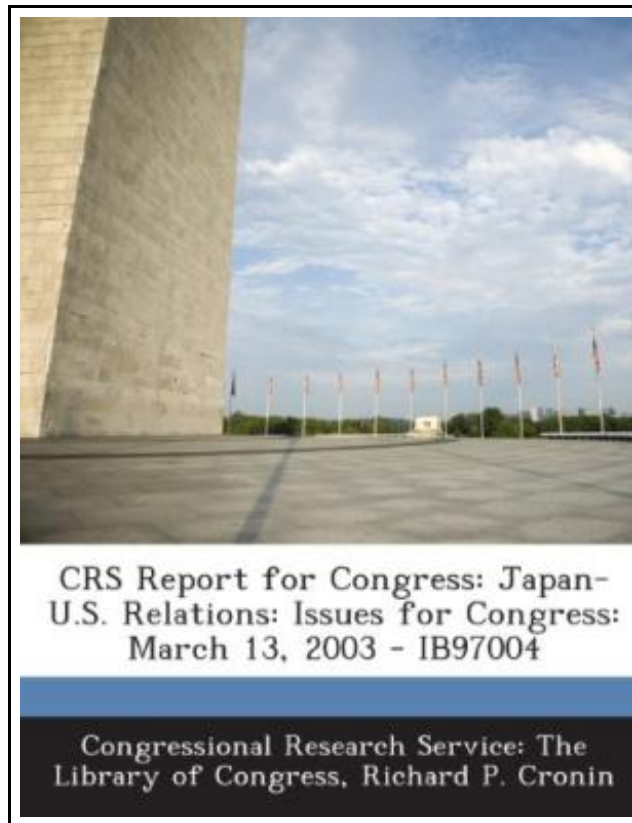 CRS Report for Congress: Japan-
U.S. Relations: Issues for Congress:
March 13, 2003 - IB97004
Congressional Research Service: The
Library of Congress, Richard P. Cronin